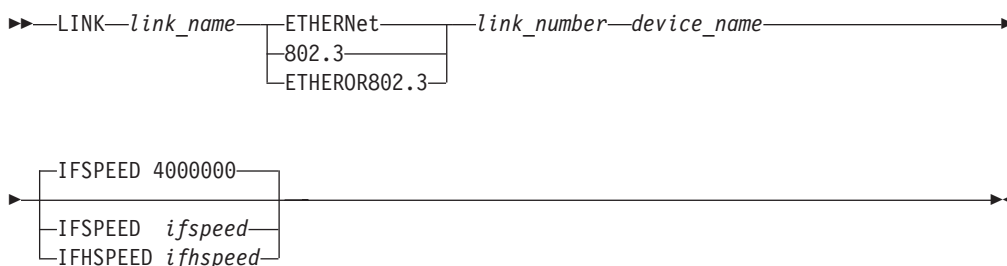 LINK link_name ETHERNet link_number device_name
802.3
ETHEROR802.3
IFSPEED 4000000
IFSPEED ifspeed
IFHSPEED ifhspeed